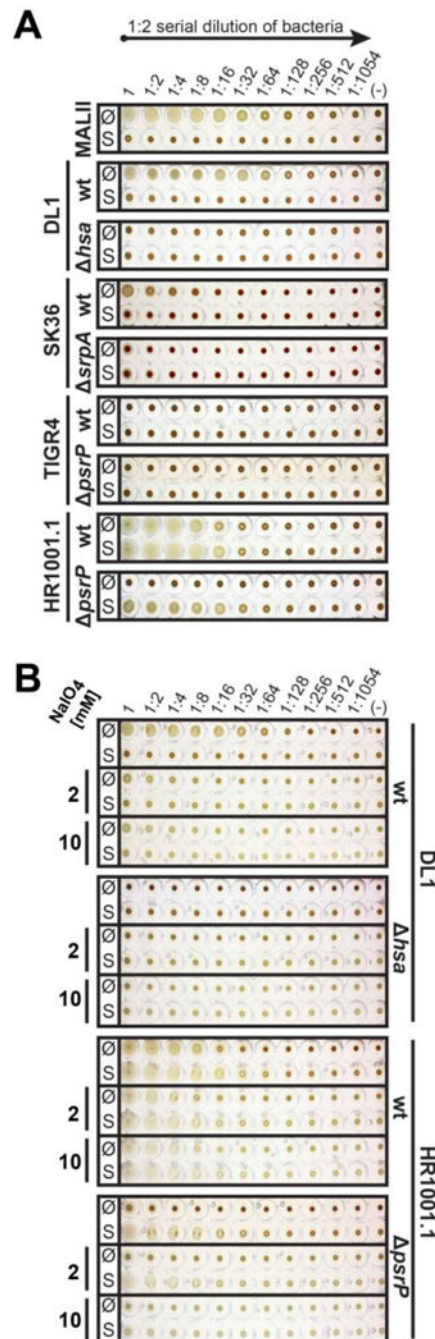 A
1:2 serial dilution of bacteria
1 1:2 1:4 1:8 1:16 1:32 1:64 1:128 1:256 1:512 1:1054 (-)
MALII
Ø
S
DL1
wt
Ø
S
Δhsa
Ø
S
SK36
wt
Ø
S
ΔsrpA
Ø
S
TIGR4
wt
Ø
S
ΔpsrP
Ø
S
HR1001.1
wt
Ø
S
ΔpsrP
Ø
S
B
NaIO4
[mM]
1 1:2 1:4 1:8 1:16 1:32 1:64 1:128 1:256 1:512 1:1054 (-)
DL1
wt
Ø
S
2
Ø
S
10
Ø
S
Δhsa
Ø
S
2
Ø
S
10
Ø
S
HR1001.1
wt
Ø
S
2
Ø
S
10
Ø
S
ΔpsrP
Ø
S
2
Ø
S
10
Ø
S